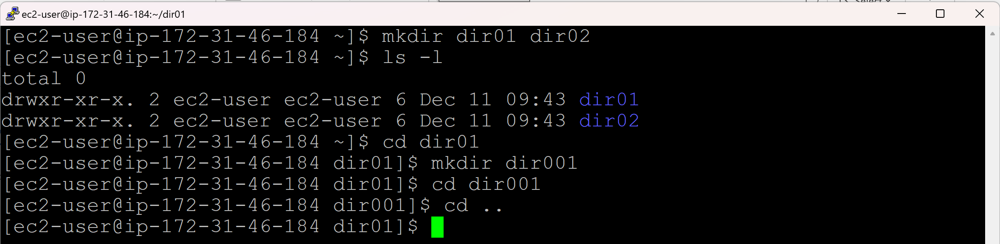 Select
ec2-user@ip-172-31-46-184:~/dir01
[ec2-user@ip-172-31-46-184 ~]$ mkdir dir01 dir02
[ec2-user@ip-172-31-46-184 ~]$ ls -l
total 0
drwxr-xr-x. 2 ec2-user ec2-user 6 Dec 11 09:43 dir01
drwxr-xr-x. 2 ec2-user ec2-user 6 Dec 11 09:43 dir02
[ec2-user@ip-172-31-46-184 ~]$ cd dir01
[ec2-user@ip-172-31-46-184 dir01]$ mkdir dir001
[ec2-user@ip-172-31-46-184 dir01]$ cd dir001
[ec2-user@ip-172-31-46-184 dir001]$ cd ..
[ec2-user@ip-172-31-46-184 dir01]$